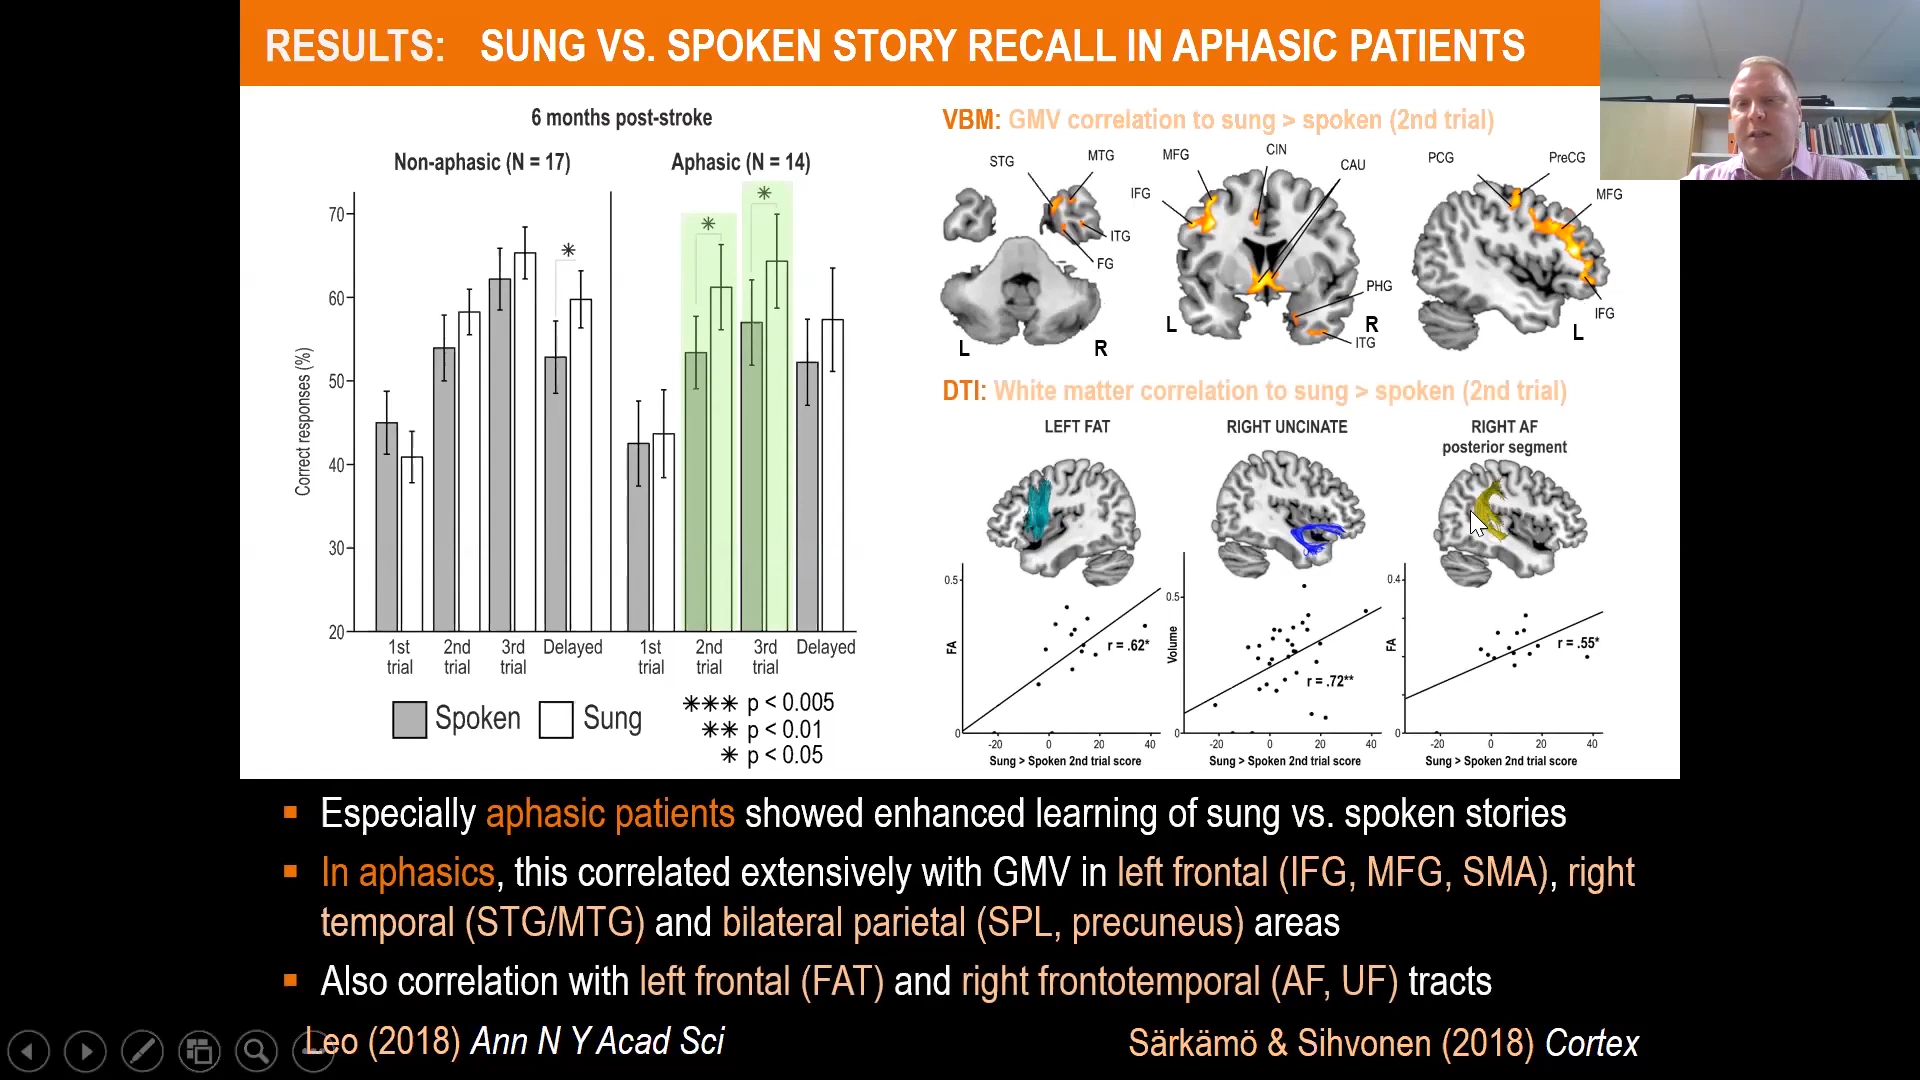 RESULTS: SUNG VS. SPOKEN STORY RECALL IN APHASIC PATIENTS
6 months post-stroke
Non-aphasic (N = 17)
Aphasic (N = 14)
Correct responses (%)
70
60
50
40
30
20
1st trial
2nd trial
3rd trial
Delayed
1st trial
2nd trial
3rd trial
Delayed
Spoken
Sung
*** p < 0.005
** p < 0.01
* p < 0.05
VBM: GMV correlation to sung > spoken (2nd trial)
STG
MTG
ITG
FG
L
R
MFG
CIN
CAU
IFG
PHG
L
R
ITG
PCG
PreCG
MFG
IFG
L
DTI: White matter correlation to sung > spoken (2nd trial)
LEFT FAT
0.5
FA
r = .62*
0
-20 0 20 40
Sung > Spoken 2nd trial score
RIGHT UNCINATE
0.5
Volume
r = .72**
0
-20 0 20 40
Sung > Spoken 2nd trial score
RIGHT AF
posterior segment
0.4
FA
r = .55*
0
-20 0 20 40
Sung > Spoken 2nd trial score
Especially aphasic patients showed enhanced learning of sung vs. spoken stories
In aphasics, this correlated extensively with GMV in left frontal (IFG, MFG, SMA), right
temporal (STG/MTG) and bilateral parietal (SPL, precuneus) areas
Also correlation with left frontal (FAT) and right frontotemporal (AF, UF) tracts
Leo (2018) Ann N Y Acad Sci
Särkämö & Sihvonen (2018) Cortex